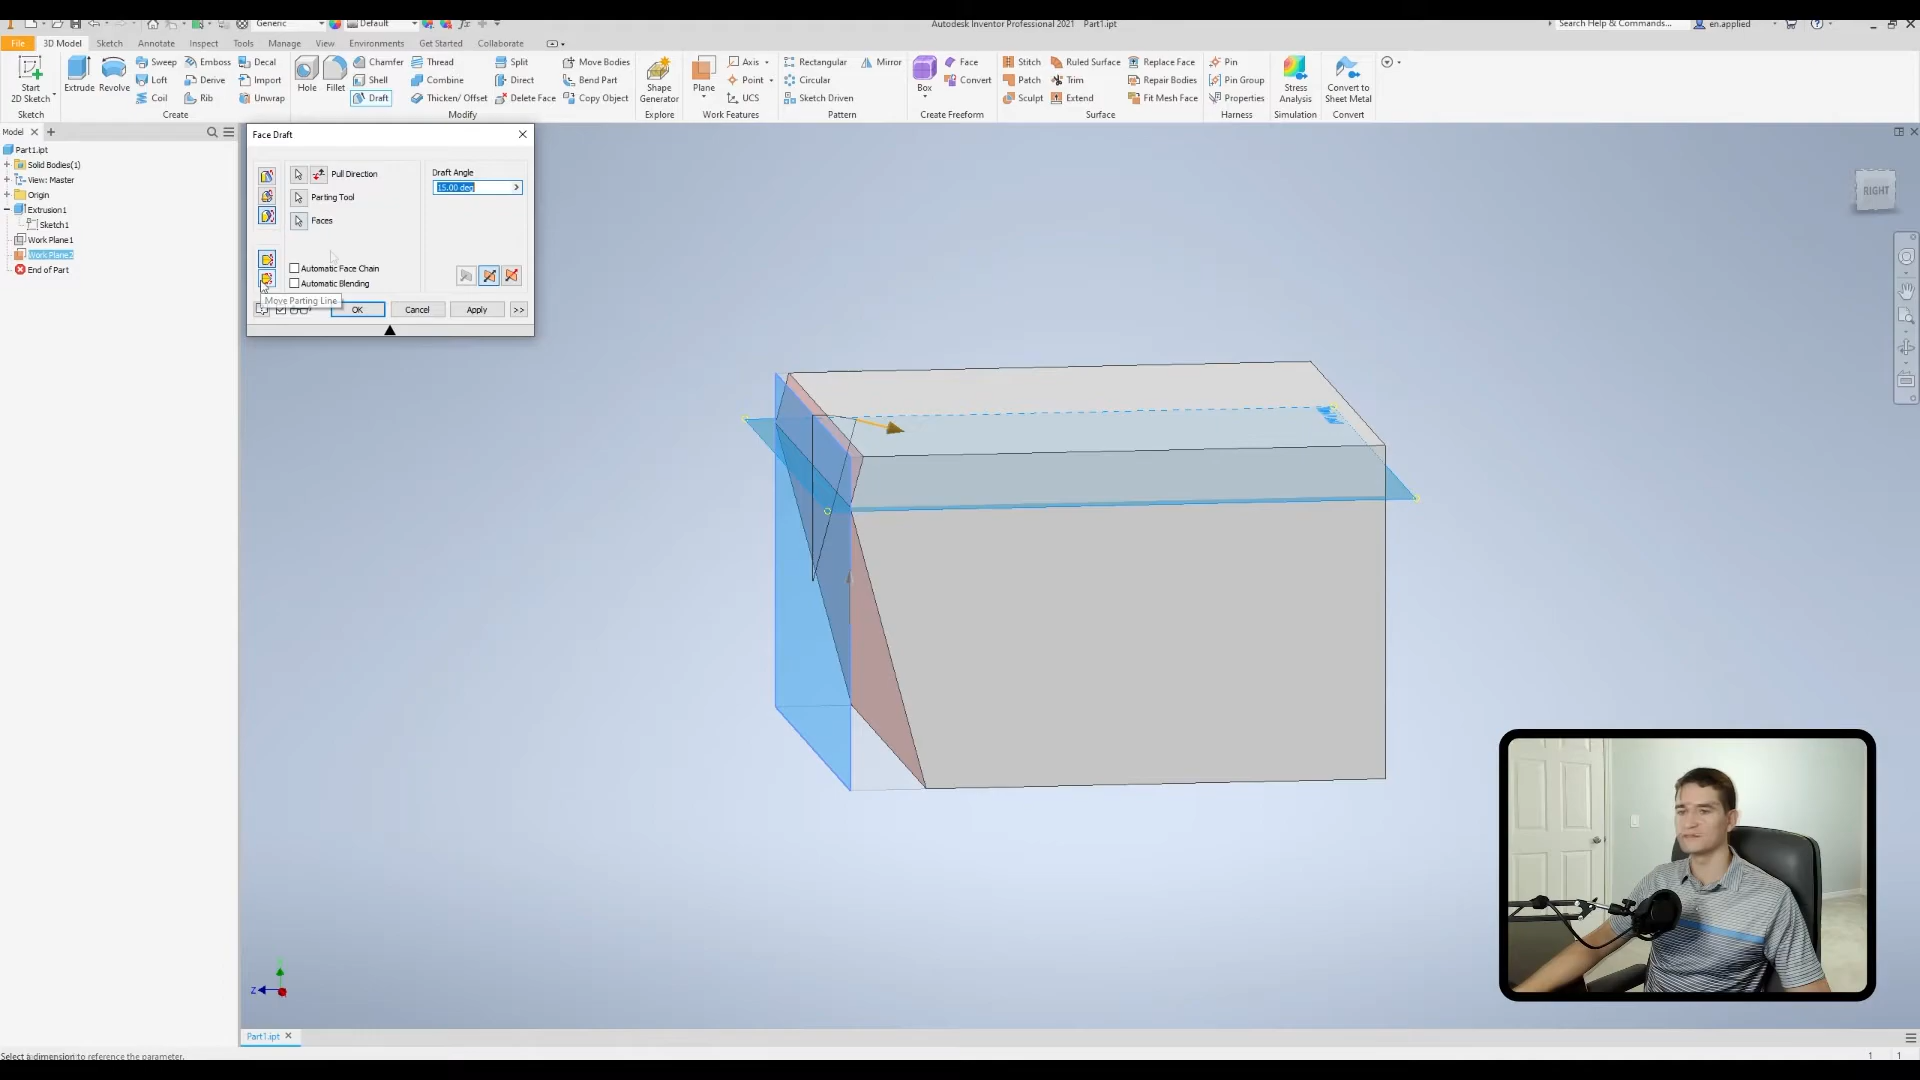 Generic
Default
Autodesk Inventor Professional 2021 Part1.ipt
Search Help & Commands...
en.applied
File
3D Model
Sketch
Annotate
Inspect
Tools
Manage
View
Environments
Get Started
Collaborate
Start
2D Sketch
Extrude
Revolve
Sweep
Loft
Coil
Emboss
Derive
Rib
Decal
Import
Unwrap
Hole
Fillet
Chamfer
Shell
Draft
Thread
Combine
Thicken/ Offset
Split
Direct
Delete Face
Move Bodies
Bend Part
Copy Object
Shape
Generator
Plane
Axis
Point
UCS
Rectangular
Circular
Sketch Driven
Mirror
Box
Face
Convert
Stitch
Patch
Sculpt
Ruled Surface
Trim
Extend
Replace Face
Repair Bodies
Fit Mesh Face
Pin
Pin Group
Properties
Stress
Analysis
Convert to
Sheet Metal
Sketch
Create
Modify
Explore
Work Features
Pattern
Create Freeform
Surface
Harness
Simulation
Convert
Model
Part1.ipt
Solid Bodies(1)
View: Master
Origin
Extrusion1
Sketch1
Work Plane1
Work Plane2
End of Part
Face Draft
Pull Direction
Parting Tool
Faces
Draft Angle
15.00 deg
Automatic Face Chain
Automatic Blending
Move Parting Line
OK
Cancel
Apply
>>
RIGHT
Z
Part1.ipt
Select a dimension to reference the parameter.
1 1